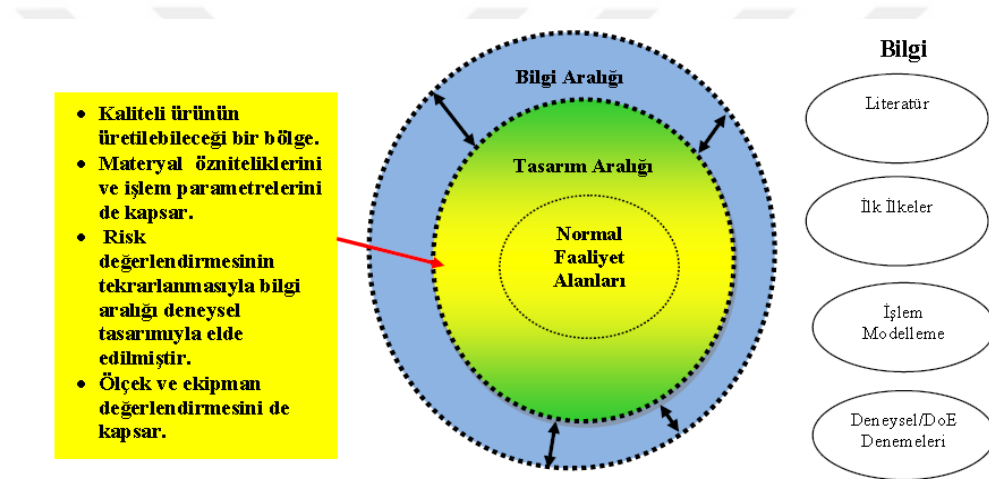 • Kaliteli ürünün
üretilebileceği bir bölge.
• Materyal özniteliklerini
ve işlem parametrelerini
de kapsar.
• Risk
değerlendirmesinin
tekrarlanmasıyla bilgi
aralığı deneysel
tasarımıyla elde
edilmiştir.
• Ölçek ve ekipman
değerlendirmesini de
kapsar.
Bilgi Aralığı
Tasarım Aralığı
Normal
Faaliyet
Alanları
Bilgi
Literatür
İlk İlkeler
İşlem
Modelleme
Deneysel/DoE
Denemeleri